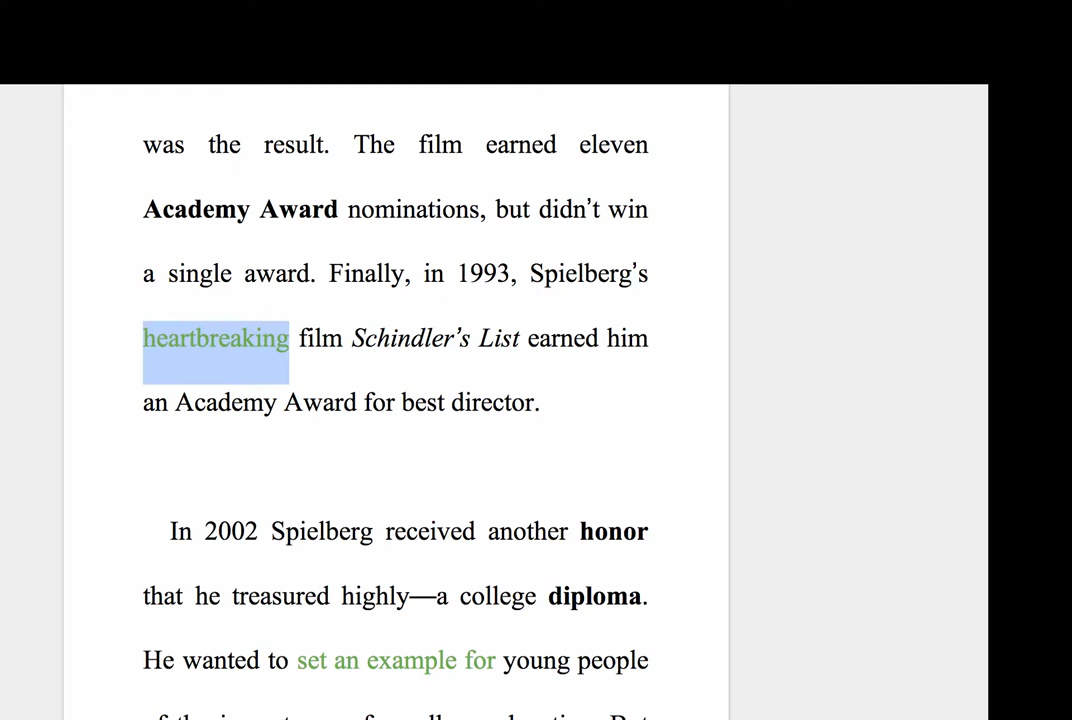 was the result. The film earned eleven
Academy Award nominations, but didn’t win
a single award. Finally, in 1993, Spielberg’s
heartbreaking film Schindler’s List earned him
an Academy Award for best director.
In 2002 Spielberg received another honor
that he treasured highly—a college diploma.
He wanted to set an example for young people